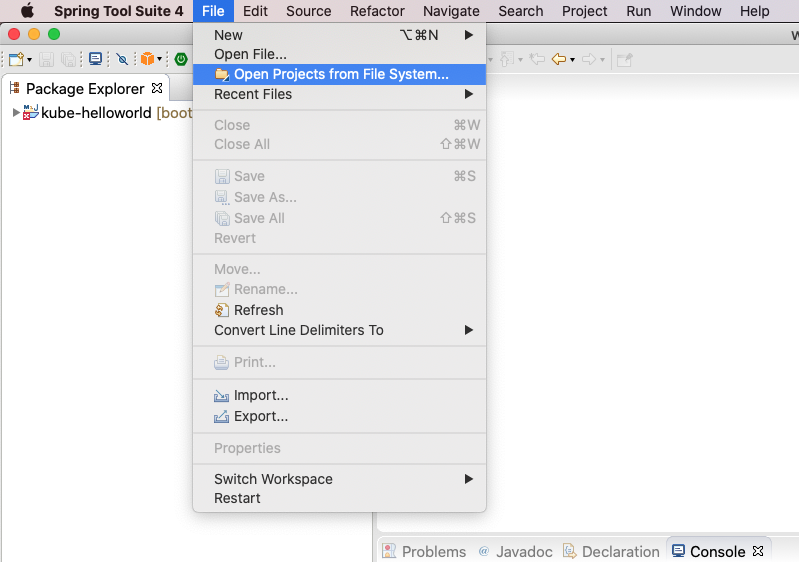 Spring Tool Suite 4 File Edit Source Refactor Navigate Search Project Run Window Help
New ⌥⌘N
Open File...
Open Projects from File System...
Recent Files
Close ⌘W
Close All ⇧⌘W
Save ⌘S
Save As...
Save All ⇧⌘S
Revert
Move...
Rename...
Refresh
Convert Line Delimiters To
Print...
Import...
Export...
Properties
Switch Workspace
Restart
Package Explorer
kube-helloworld [boot
Problems @ Javadoc Declaration Console